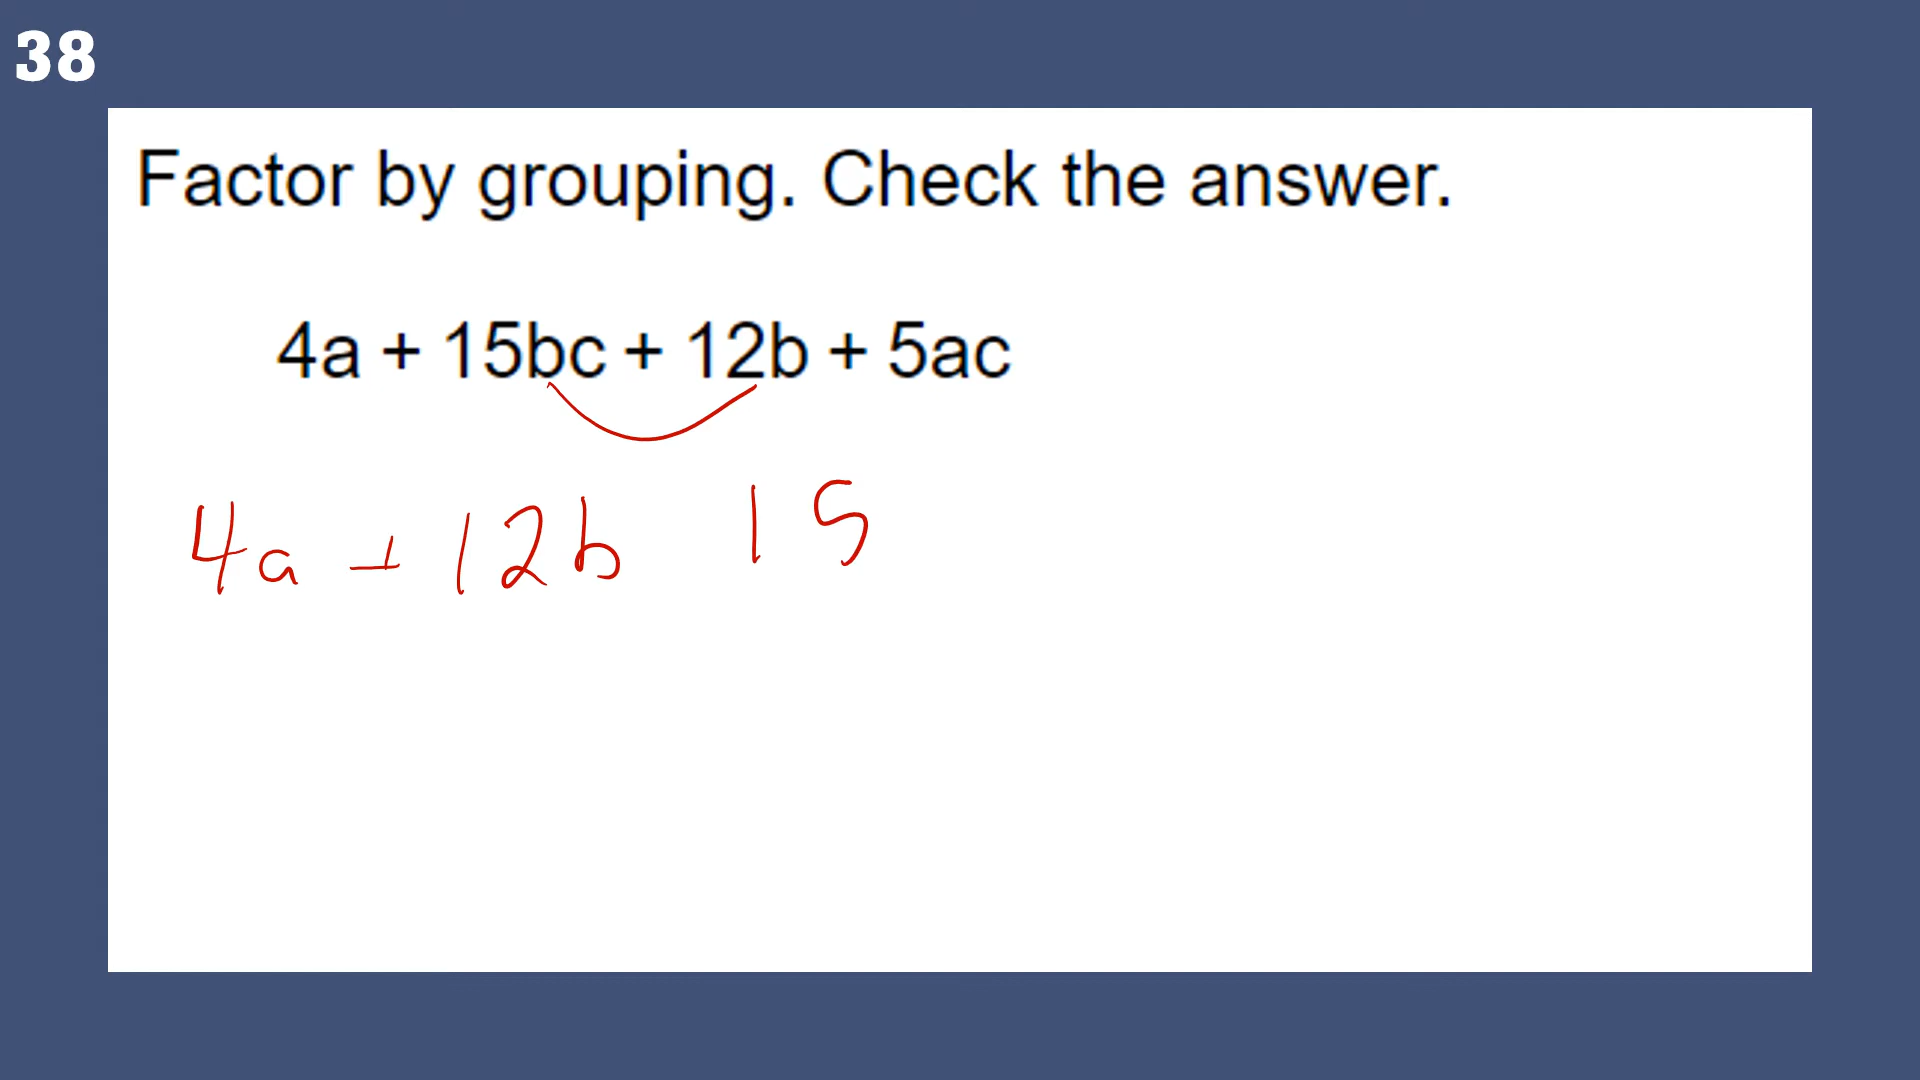 38
Factor by grouping. Check the answer.
4a + 15bc + 12b + 5ac
4a + 12b 15